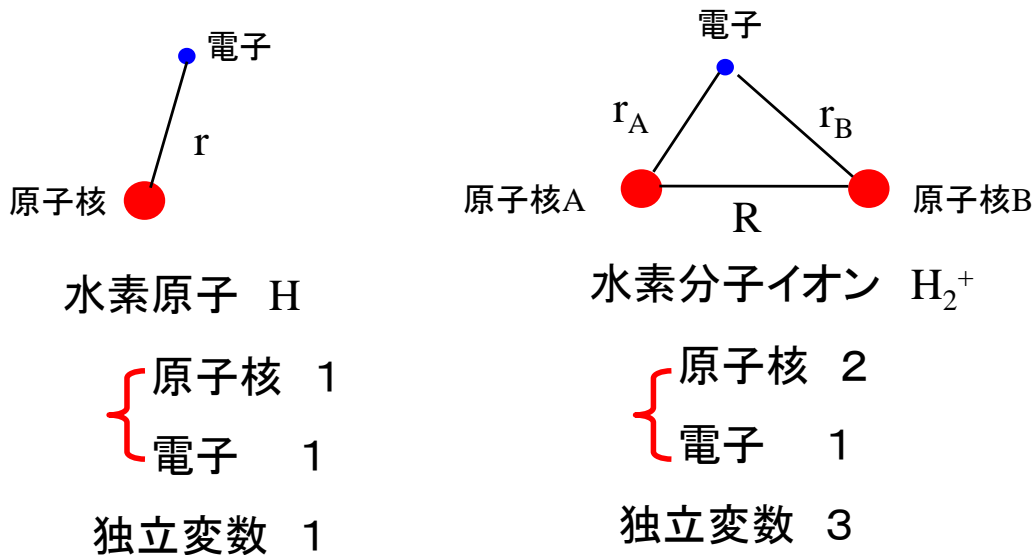 電子
r
原子核
水素原子 H
原子核 1
電子 1
独立変数 1
電子
r_A
r_B
原子核A
原子核B
R
水素分子イオン H₂⁺
原子核 2
電子 1
独立変数 3